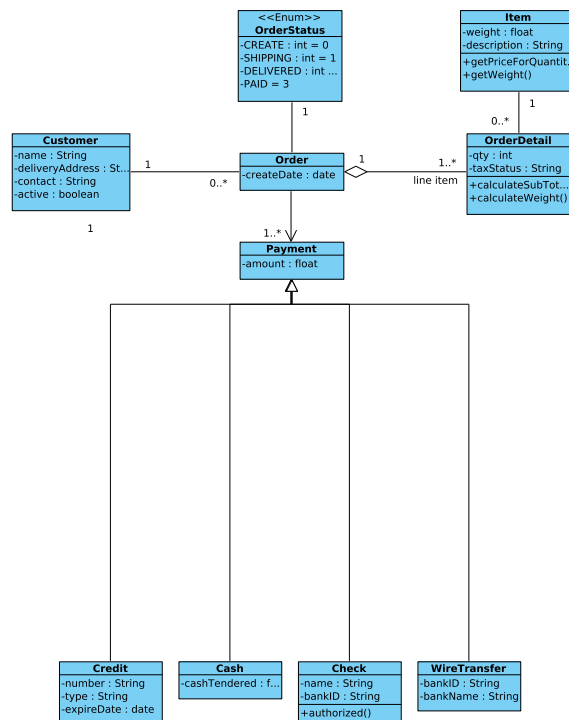 <<Enum>>
OrderStatus
-CREATE : int = 0
-SHIPPING : int = 1
-DELIVERED : int ...
-PAID = 3
Item
-weight : float
-description : String
+getPriceForQuantit...
+getWeight()
1
1
0..*
Customer
-name : String
-deliveryAddress : St...
-contact : String
-active : boolean
1
0..*
Order
-createDate : date
1
1..*
line item
OrderDetail
-qty : int
-taxStatus : String
+calculateSubTot...
+calculateWeight()
1
1..*
Payment
-amount : float
Credit
-number : String
-type : String
-expireDate : date
Cash
-cashTendered : f...
Check
-name : String
-bankID : String
+authorized()
WireTransfer
-bankID : String
-bankName : String